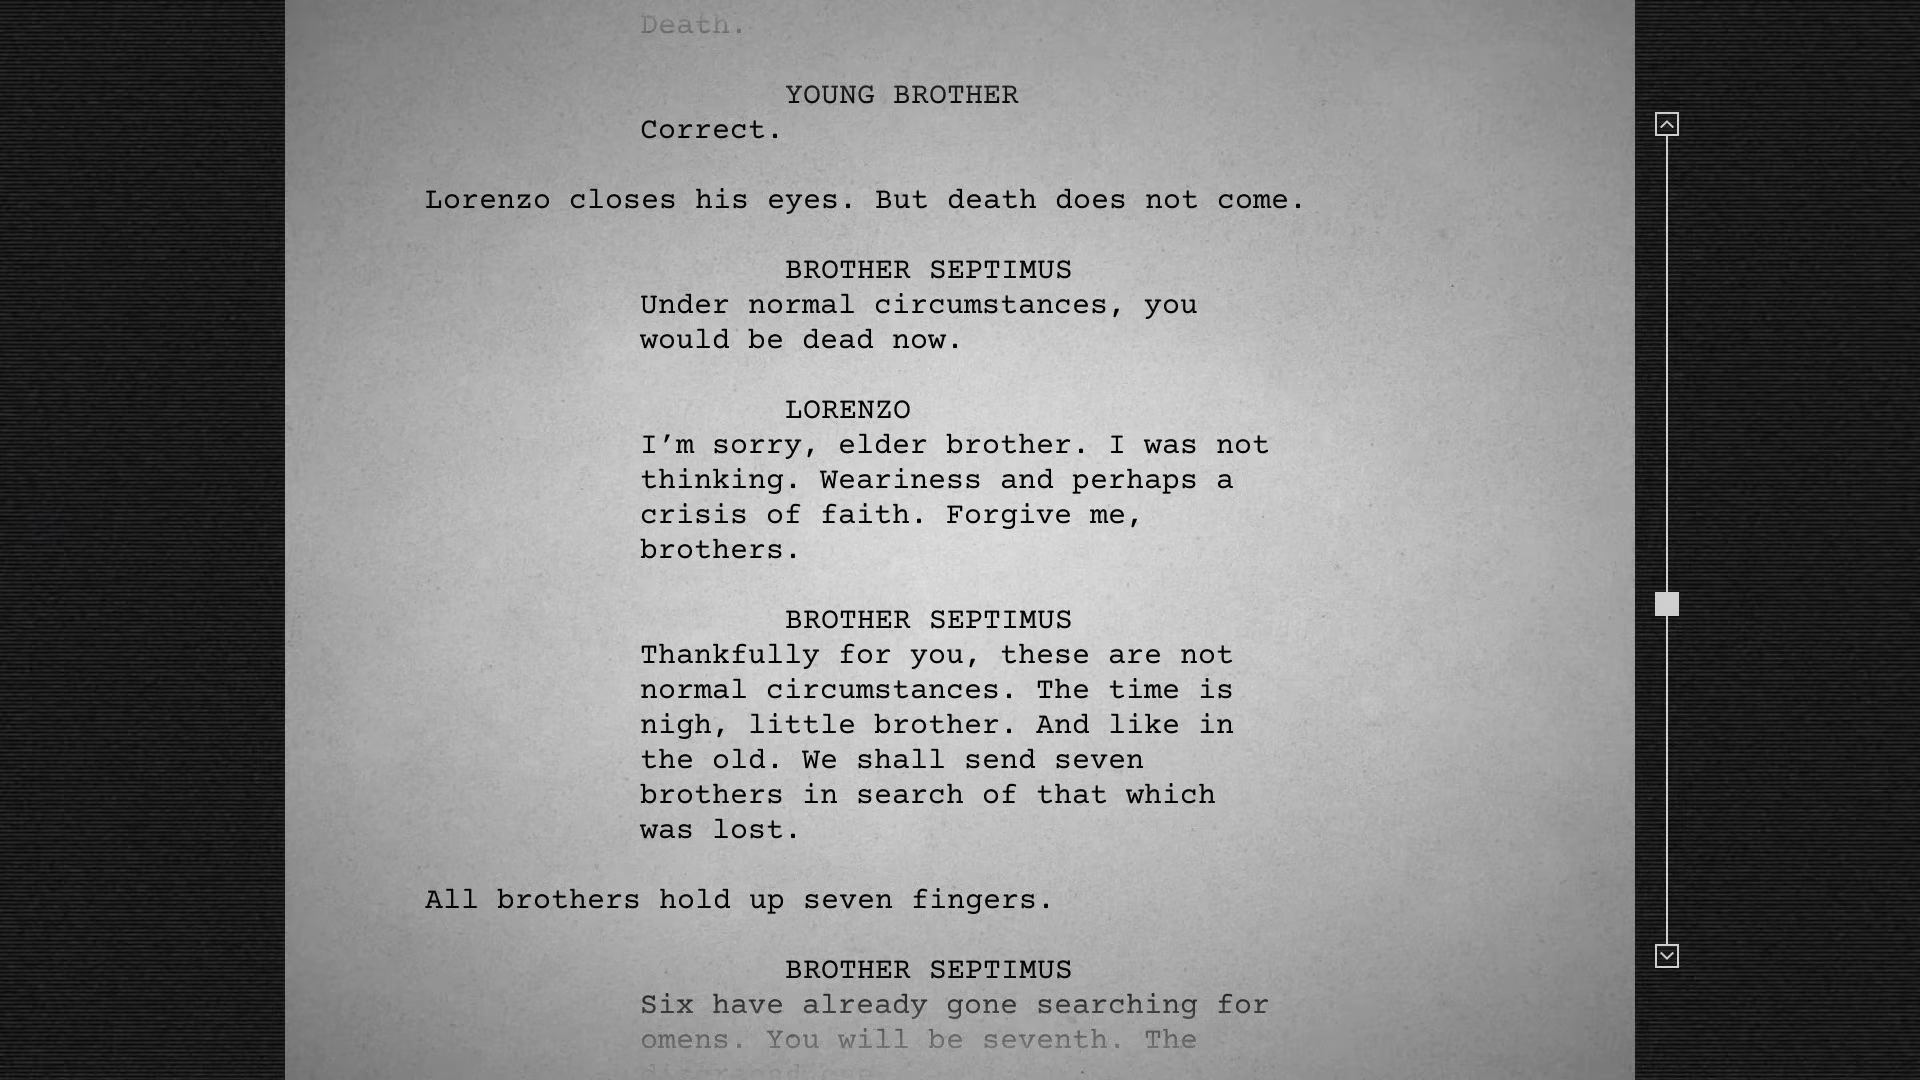 Death.
YOUNG BROTHER
Correct.
Lorenzo closes his eyes. But death does not come.
BROTHER SEPTIMUS
Under normal circumstances, you
would be dead now.
LORENZO
I’m sorry, elder brother. I was not
thinking. Weariness and perhaps a
crisis of faith. Forgive me,
brothers.
BROTHER SEPTIMUS
Thankfully for you, these are not
normal circumstances. The time is
nigh, little brother. And like in
the old. We shall send seven
brothers in search of that which
was lost.
All brothers hold up seven fingers.
BROTHER SEPTIMUS
Six have already gone searching for
omens. You will be seventh. The